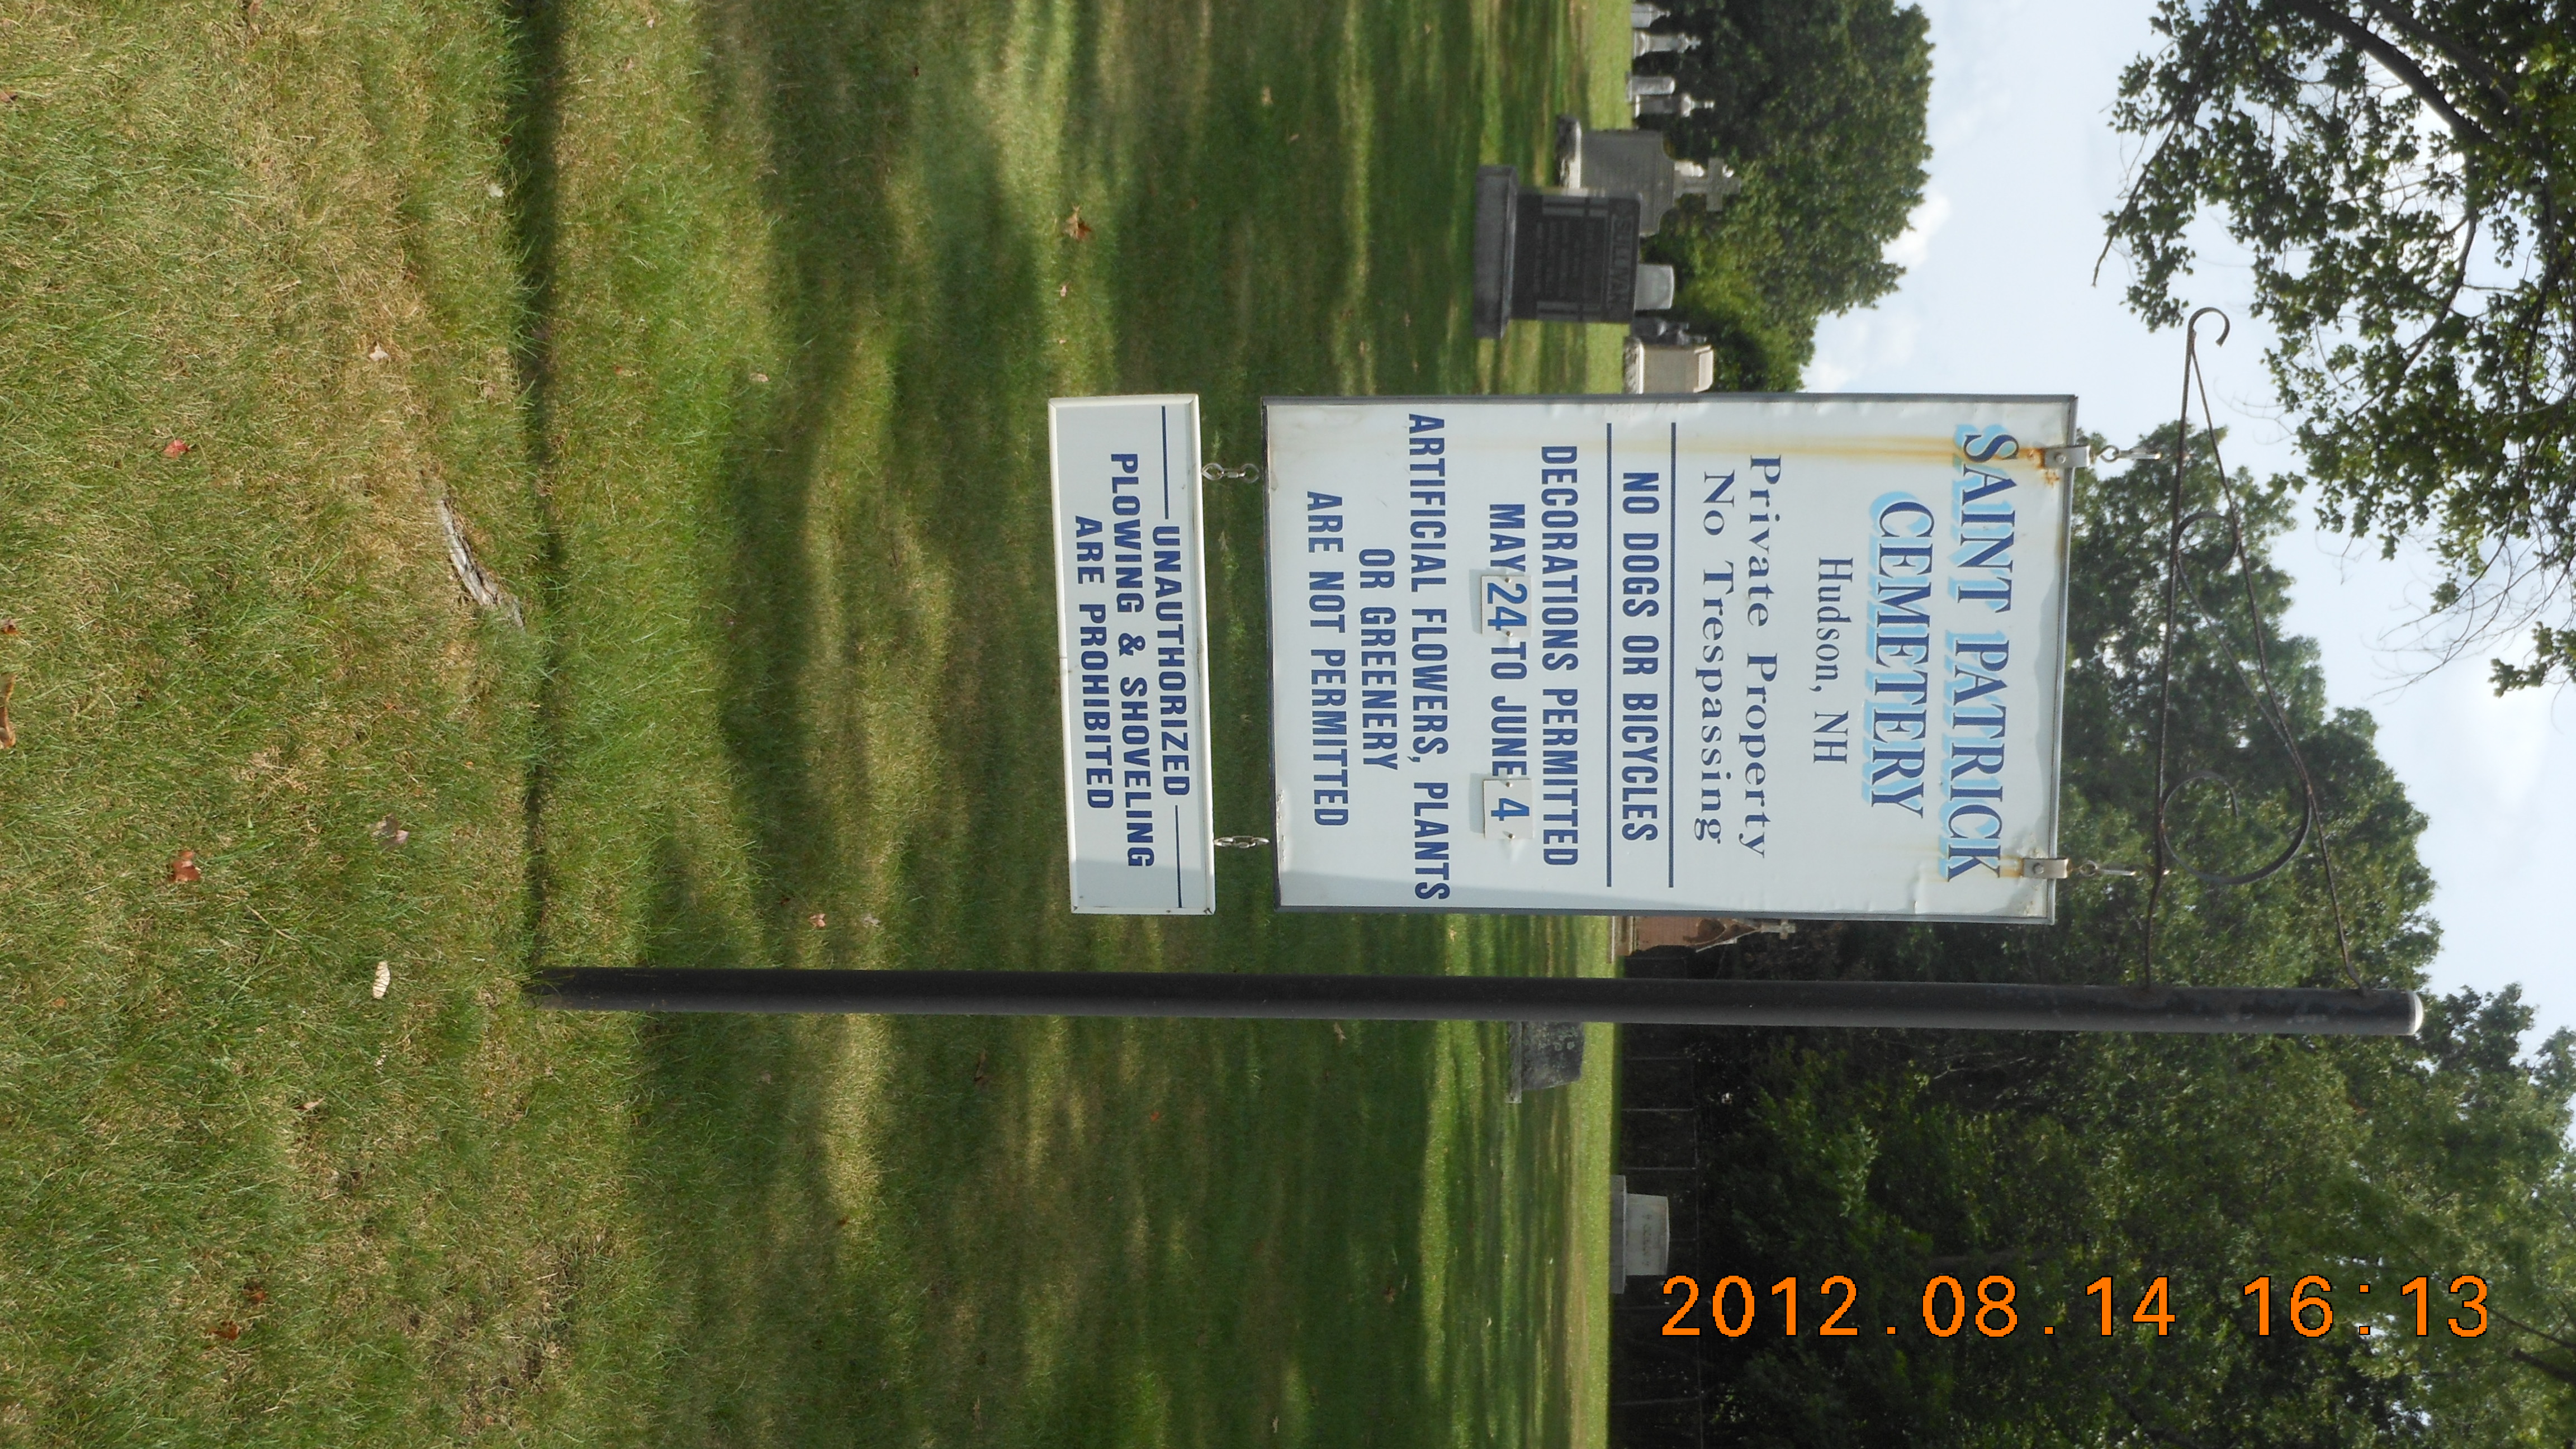 SAINT PATRICK
CEMETERY
Hudson, NH
Private Property
No Trespassing
NO DOGS OR BICYCLES
DECORATIONS PERMITTED
MAY 24 TO JUNE 4
ARTIFICIAL FLOWERS, PLANTS
OR GREENERY
ARE NOT PERMITTED
UNAUTHORIZED
PLOWING & SHOVELING
ARE PROHIBITED
2012.08.14 16:13